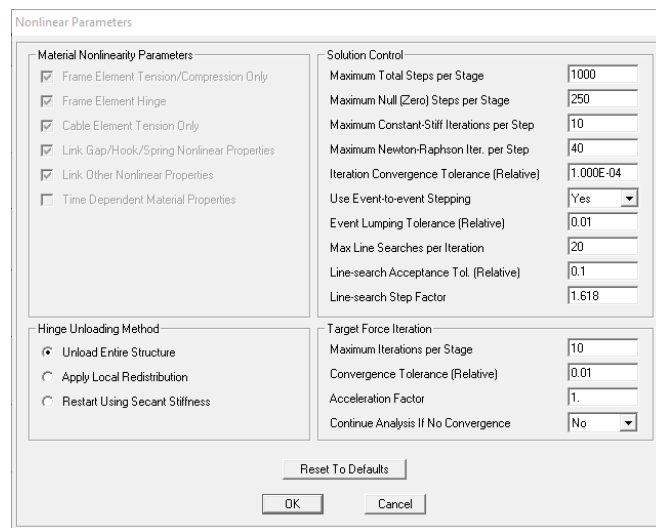 Nonlinear Parameters
Material Nonlinearity Parameters
Frame Element Tension/Compression Only
Frame Element Hinge
Cable Element Tension Only
Link Gap/Hook/Spring Nonlinear Properties
Link Other Nonlinear Properties
Time Dependent Material Properties
Solution Control
Maximum Total Steps per Stage 1000
Maximum Null (Zero) Steps per Stage 250
Maximum Constant-Stiff Iterations per Step 10
Maximum Newton-Raphson Iter. per Step 40
Iteration Convergence Tolerance (Relative) 1.000E-04
Use Event-to-event Stepping Yes
Event Lumping Tolerance (Relative) 0.01
Max Line Searches per Iteration 20
Line-search Acceptance Tol. (Relative) 0.1
Line-search Step Factor 1.618
Hinge Unloading Method
Unload Entire Structure
Apply Local Redistribution
Restart Using Secant Stiffness
Target Force Iteration
Maximum Iterations per Stage 10
Convergence Tolerance (Relative) 0.01
Acceleration Factor 1.
Continue Analysis If No Convergence No
Reset To Defaults
OK Cancel